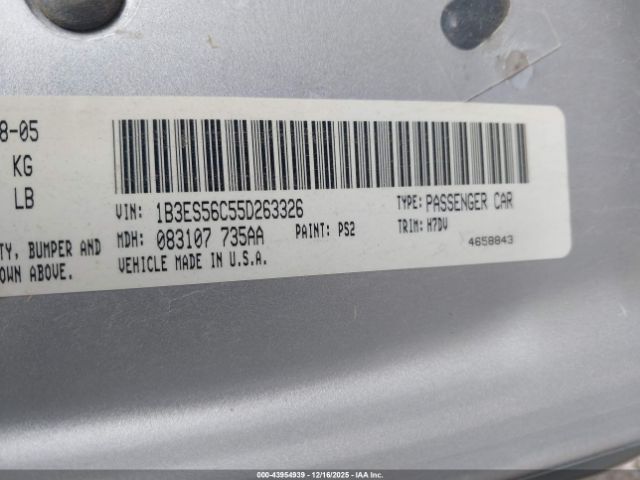 8-05
KG
LB
VIN: 1B3ES56C55D263326
TYPE: PASSENGER CAR
TY, BUMPER AND
MDH: 083107 735AA PAINT: PS2 TRIM: H7DV
OWN ABOVE.
VEHICLE MADE IN U.S.A.
4658843
000-43954939 - 12/16/2025 - IAAI, Inc.